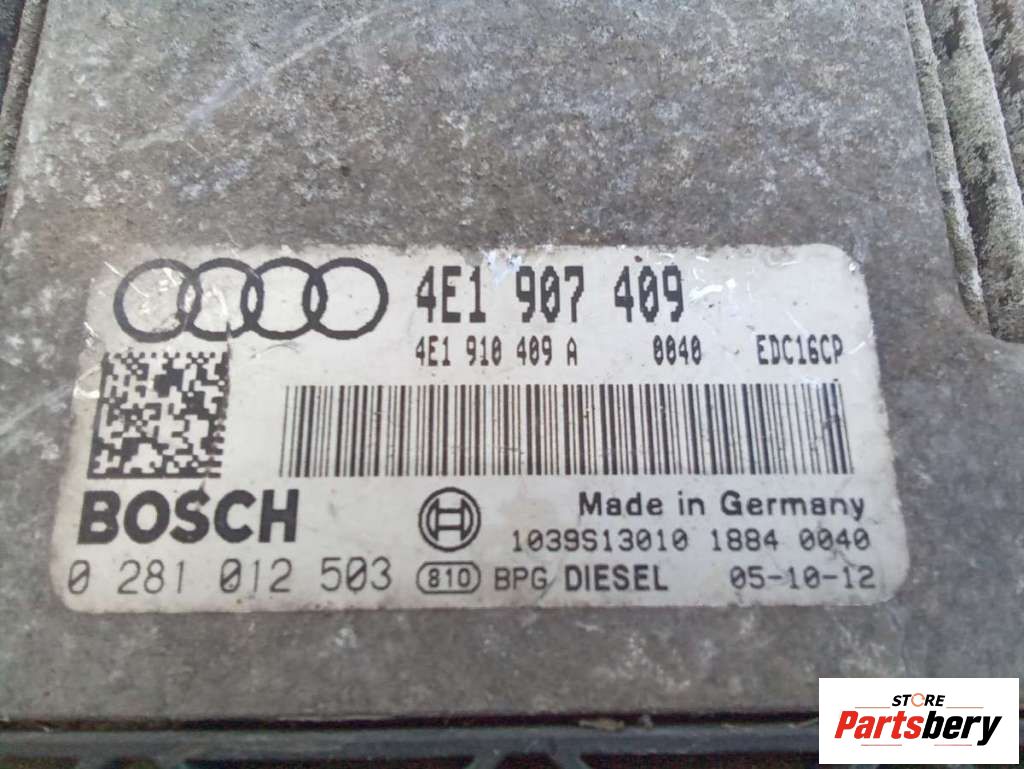 4E1 907 409
4E1 910 409 A 0040 EDC16CP
BOSCH
Made in Germany
1039S13010 1884 0040
0 281 012 503 810 BPG DIESEL 05-10-12
STORE
Partsbery